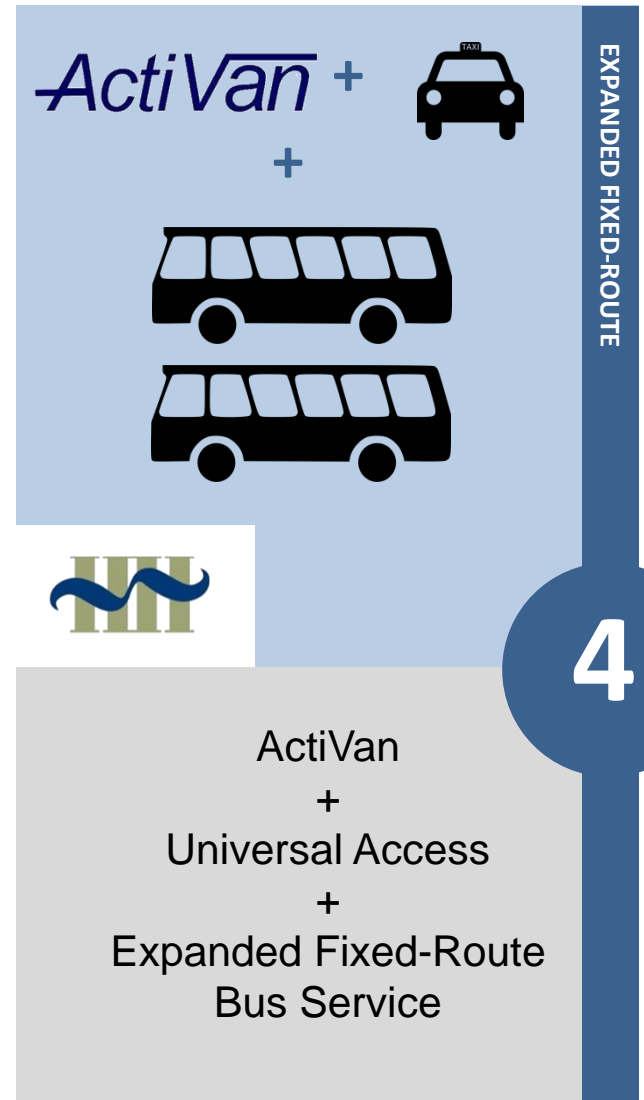 ActiVan +
TAXI
+
EXPANDED FIXED-ROUTE
4
ActiVan
+
Universal Access
+
Expanded Fixed-Route
Bus Service